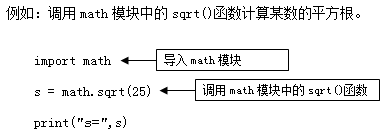 例如：调用math模块中的sqrt()函数计算某数的平方根。
import math
导入math模块
s = math.sqrt(25)
调用math模块中的sqrt()函数
print("s=",s)